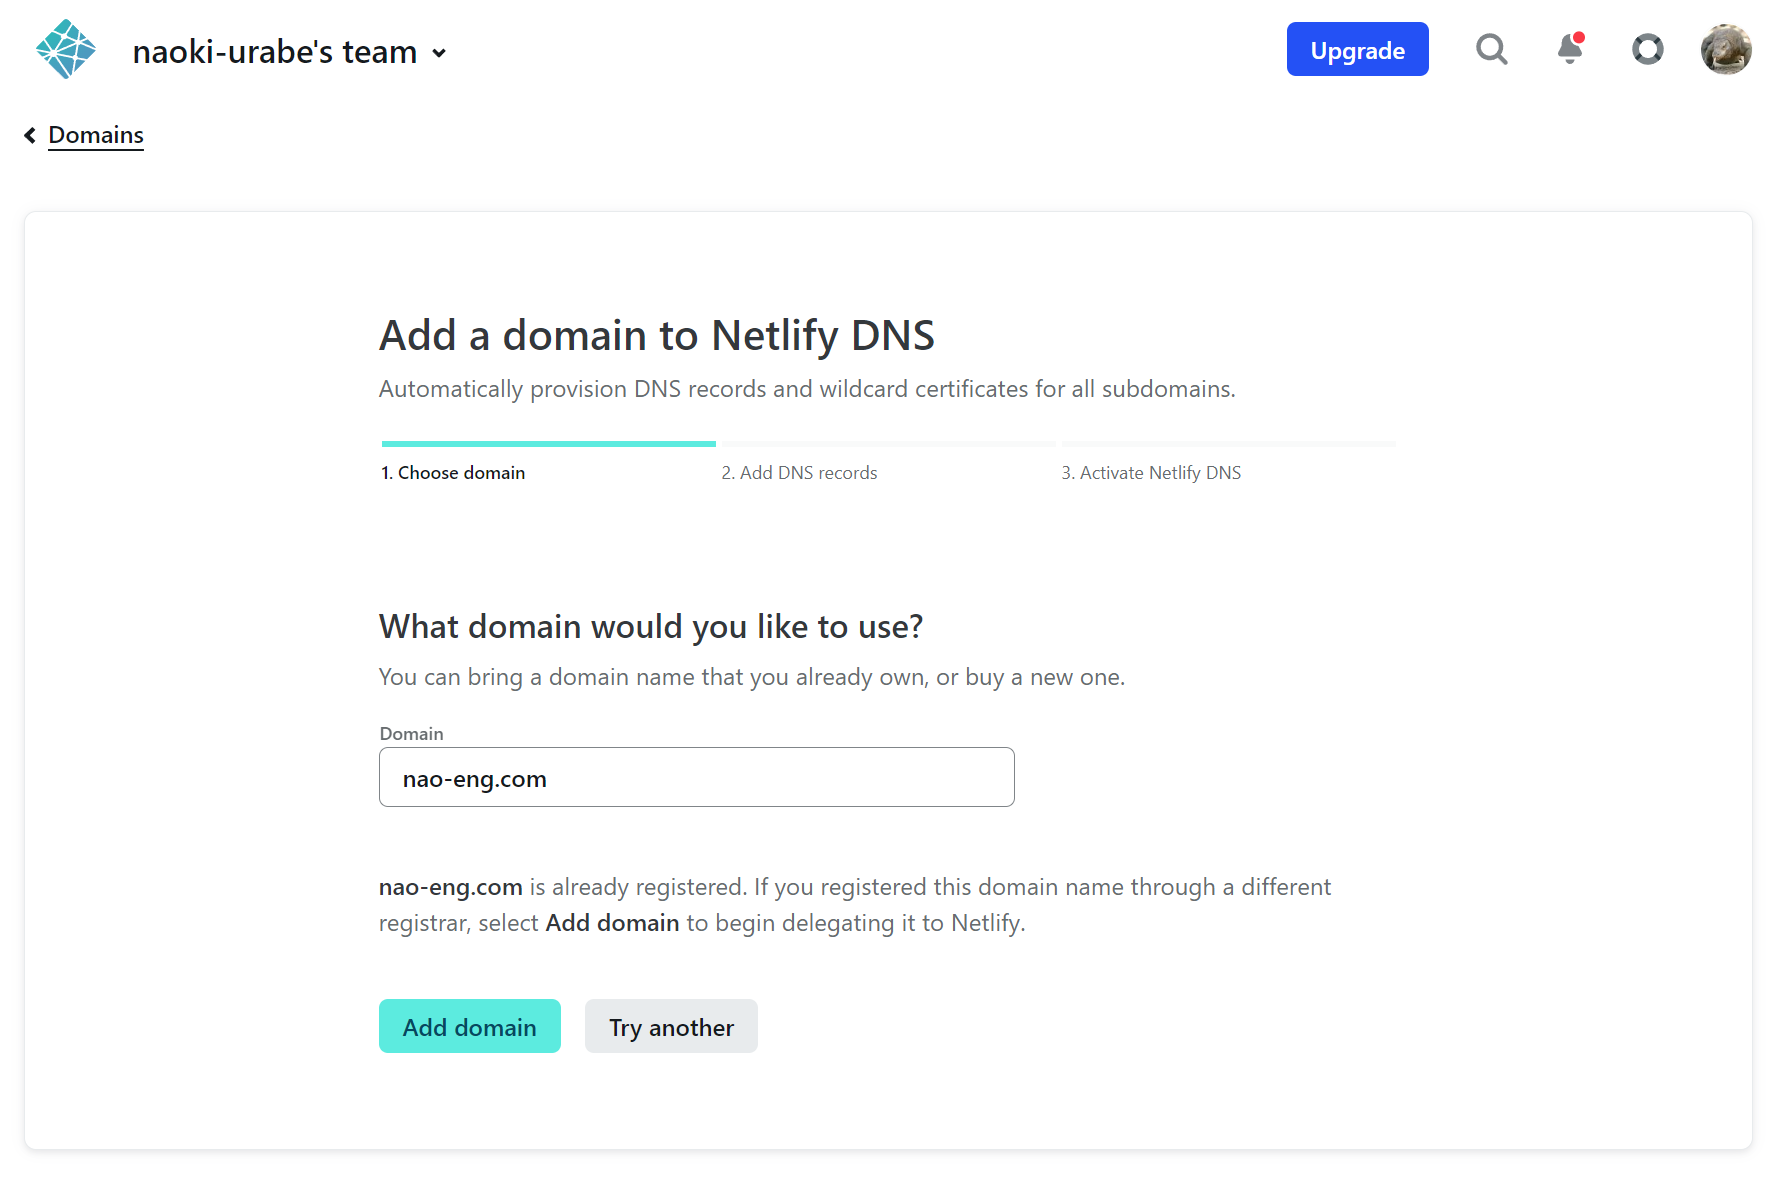 naoki-urabe's team
Upgrade
Domains
Add a domain to Netlify DNS
Automatically provision DNS records and wildcard certificates for all subdomains.
1. Choose domain
2. Add DNS records
3. Activate Netlify DNS
What domain would you like to use?
You can bring a domain name that you already own, or buy a new one.
Domain
nao-eng.com
nao-eng.com is already registered. If you registered this domain name through a different
registrar, select Add domain to begin delegating it to Netlify.
Add domain
Try another